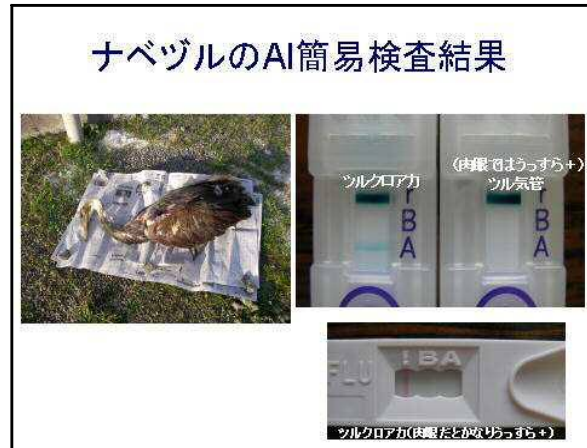 ナベヅルのAI簡易検査結果
ツルクロアカ
(肉眼ではうっすら+)
ツル気管
r
B
A
r
B
A
FLU
!BA
ツルクロアカ(肉眼だとかなりうっすら+)